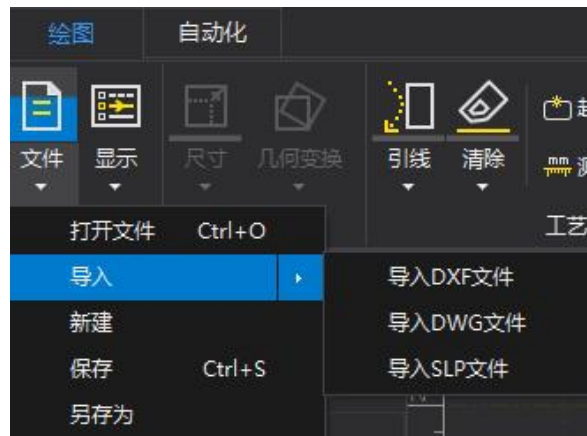 绘图 自动化
文件 显示 尺寸 几何变换 引线 清除
打开文件 Ctrl+O
导入
新建
保存 Ctrl+S
另存为
导入DXF文件
导入DWG文件
导入SLP文件
mm
工艺